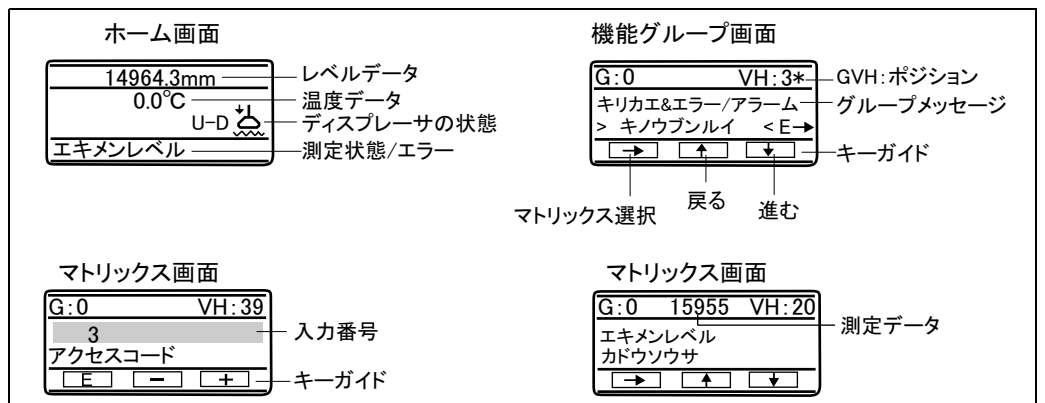 ホーム画面
14964.3mm
レベルデータ
0.0℃
温度データ
U-D
ディスプレーサの状態
エキメンレベル
測定状態/エラー
機能グループ画面
G:0 VH:3*
GVH:ポジション
キリカエ&エラー/アラーム
グループメッセージ
> キノウブンルイ < E→
→ ↑ ↓
キーガイド
マトリックス選択
戻る
進む
マトリックス画面
G:0 VH:39
3
入力番号
アクセスコード
E − +
キーガイド
マトリックス画面
G:0 15955 VH:20
測定データ
エキメンレベル
カドウソウサ
→ ↑ ↓